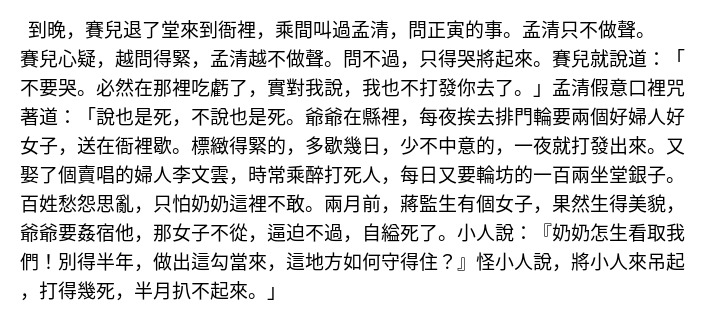 到晚，賽兒退了堂來到衙裡，乘間叫過孟清，問正寅的事。孟清只不做聲。
賽兒心疑，越問得緊，孟清越不做聲。問不過，只得哭將起來。賽兒就說道：「
不要哭。必然在那裡吃虧了，實對我說，我也不打發你去了。」孟清假意口裡咒
著道：「說也是死，不說也是死。爺爺在縣裡，每夜挨去排門輪要兩個好婦人好
女子，送在衙裡歇。標緻得緊的，多歇幾日，少不中意的，一夜就打發出來。又
娶了個賣唱的婦人李文雲，時常乘醉打死人，每日又要輪坊的一百兩坐堂銀子。
百姓愁怨思亂，只怕奶奶這裡不敢。兩月前，蔣監生有個女子，果然生得美貌，
爺爺要姦宿他，那女子不從，逼迫不過，自縊死了。小人說：『奶奶怎生看取我
們！別得半年，做出這勾當來，這地方如何守得住？』怪小人說，將小人來吊起
，打得幾死，半月扒不起來。」